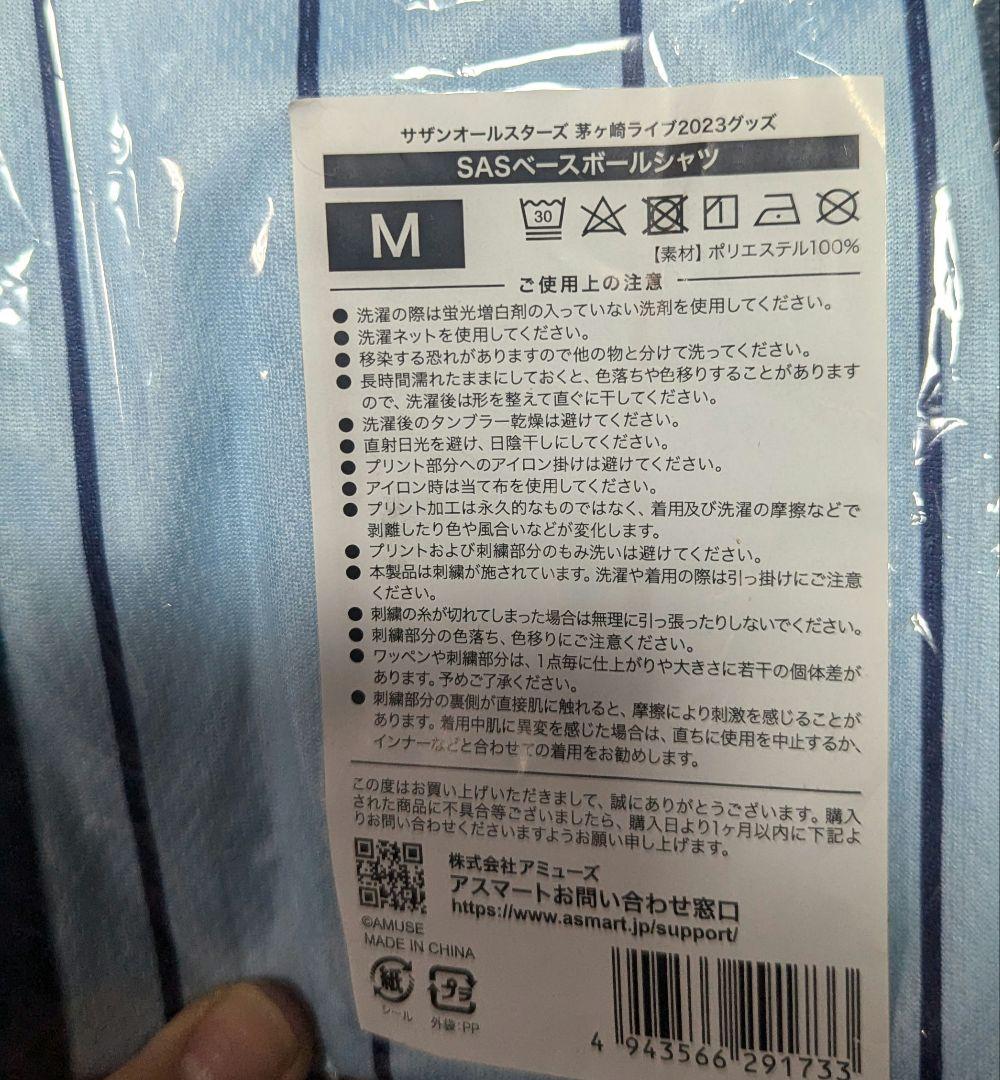 サザンオールスターズ 茅ヶ崎ライブ2023グッズ
SASベースボールシャツ
M
30
【素材】ポリエステル100%
ご使用上の注意
● 洗濯の際は蛍光増白剤の入っていない洗剤を使用してください。
● 洗濯ネットを使用してください。
● 移染する恐れがありますので他の物と分けて洗ってください。
● 長時間濡れたままにしておくと、色落ちや色移りすることがあります
ので、洗濯後は形を整えて直ぐに干してください。
● 洗濯後のタンブラー乾燥は避けてください。
● 直射日光を避け、日陰干しにしてください。
● プリント部分へのアイロン掛けは避けてください。
● アイロン時は当て布を使用してください。
● プリント加工は永久的なものではなく、着用及び洗濯の摩擦などで
剥離したり色や風合いなどが変化します。
● プリントおよび刺繍部分のもみ洗いは避けてください。
● 本製品は刺繍が施されています。洗濯や着用の際は引っ掛けにご注意
ください。
● 刺繍の糸が切れてしまった場合は無理に引っ張ったりしないでください。
● 刺繍部分の色落ち、色移りにご注意ください。
● ワッペンや刺繍部分は、1点毎に仕上がりや大きさに若干の個体差が
あります。予めご了承ください。
● 刺繍部分の裏側が直接肌に触れると、摩擦により刺激を感じることが
あります。着用中肌に異変を感じた場合は、直ちに使用を中止するか、
インナーなどと合わせての着用をお勧めします。
この度はお買い上げいただきまして、誠にありがとうございます。購入
された商品に不具合等ございましたら、購入日より1ヶ月以内に下記よ
りお問い合わせくださいますようお願い申し上げます。
株式会社アミューズ
アスマートお問い合わせ窓口
https://www.asmart.jp/support/
©AMUSE
MADE IN CHINA
紙 プラ
シール 外袋:PP
4 943566 291733